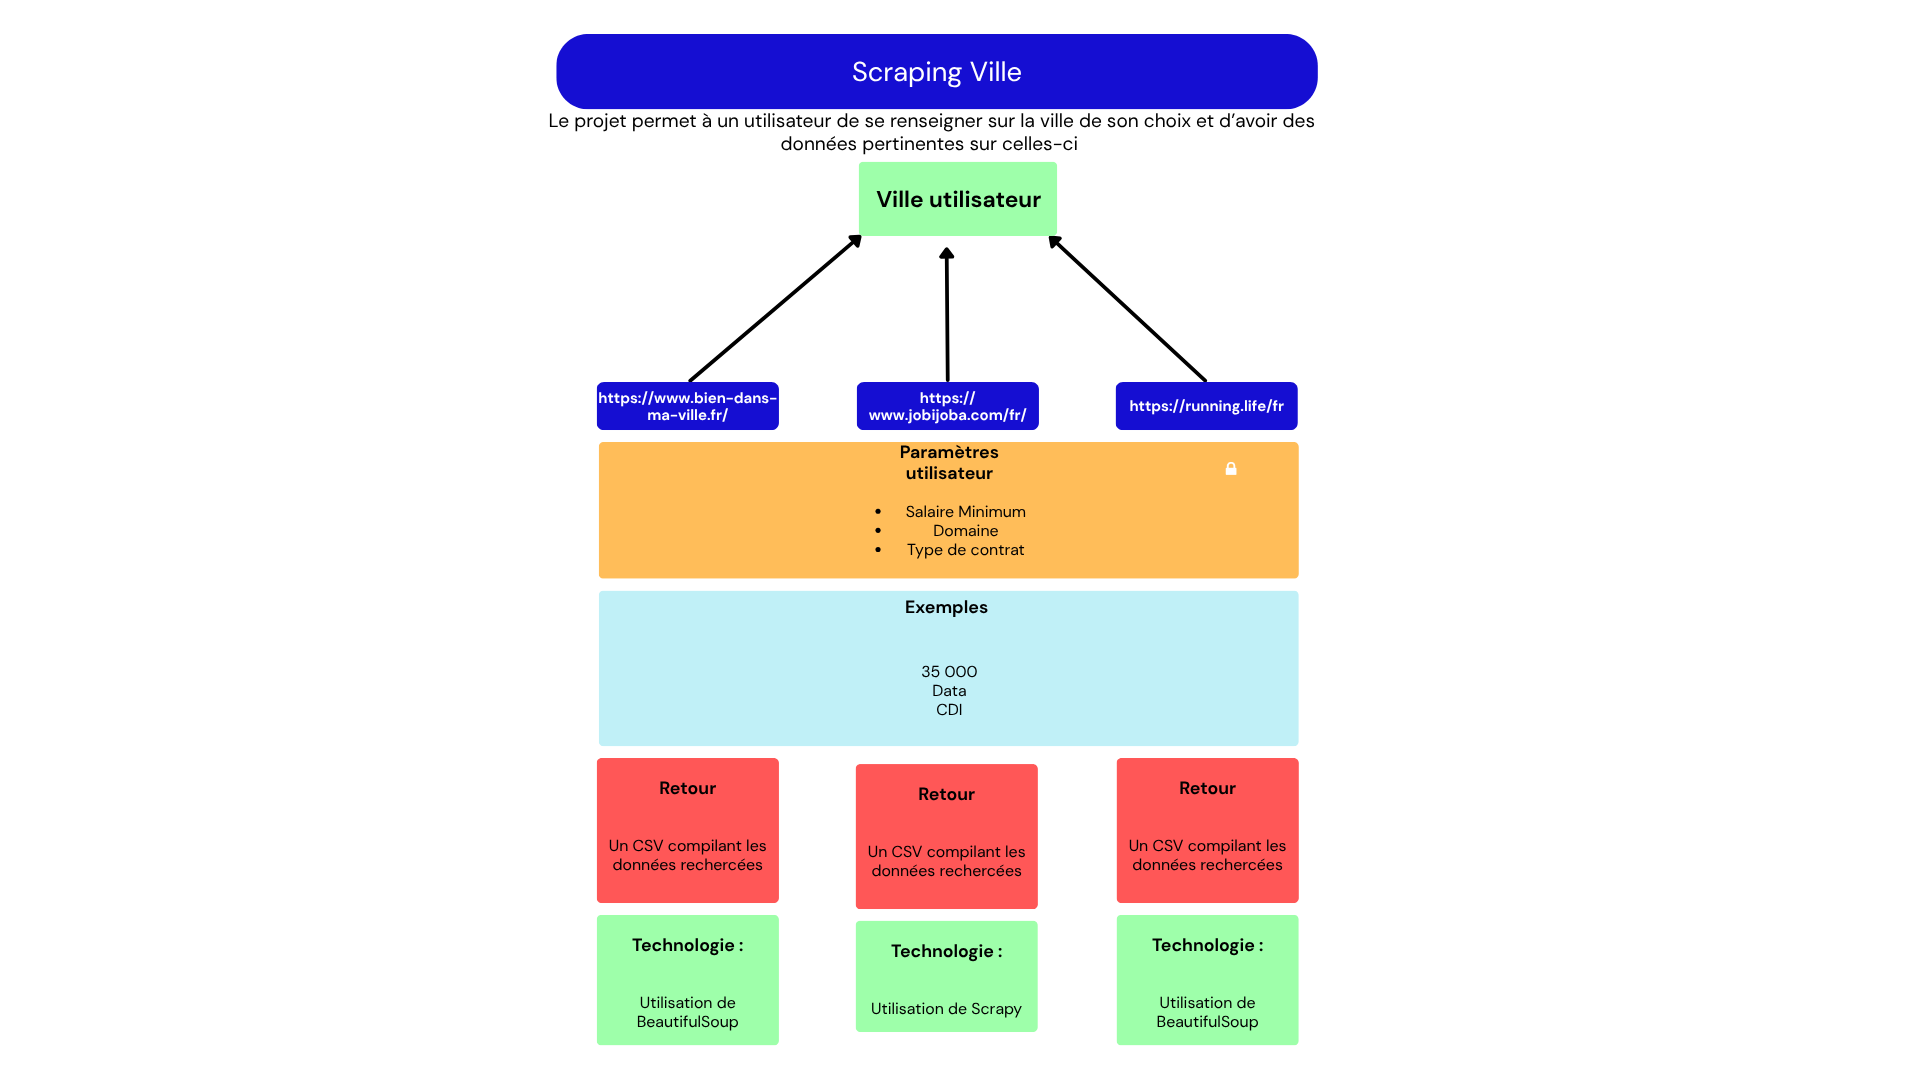 Scraping Ville
Le projet permet à un utilisateur de se renseigner sur la ville de son choix et d’avoir des
données pertinentes sur celles-ci
Ville utilisateur
https://www.bien-dans-
ma-ville.fr/
https://
www.jobijoba.com/fr/
https://running.life/fr
Paramètres
utilisateur
• Salaire Minimum
• Domaine
• Type de contrat
Exemples
35 000
Data
CDI
Retour
Un CSV compilant les
données rechercées
Retour
Un CSV compilant les
données rechercées
Retour
Un CSV compilant les
données rechercées
Technologie :
Utilisation de
BeautifulSoup
Technologie :
Utilisation de Scrapy
Technologie :
Utilisation de
BeautifulSoup